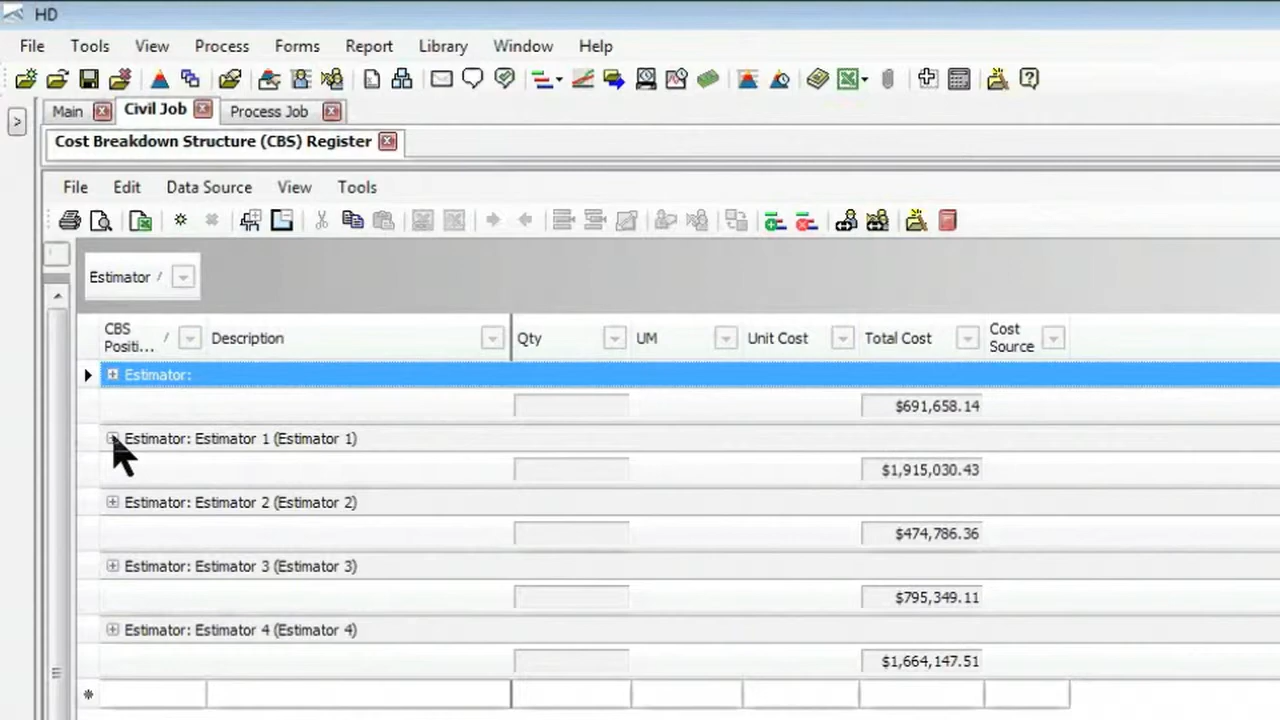 HD
File Tools View Process Forms Report Library Window Help
Main Civil Job Process Job
>
Cost Breakdown Structure (CBS) Register
File Edit Data Source View Tools
Estimator /
CBS Positi... / Description Qty UM Unit Cost Total Cost Cost Source
Estimator:
$691,658.14
Estimator: Estimator 1 (Estimator 1)
$1,915,030.43
Estimator: Estimator 2 (Estimator 2)
$474,786.36
Estimator: Estimator 3 (Estimator 3)
$795,349.11
Estimator: Estimator 4 (Estimator 4)
$1,664,147.51